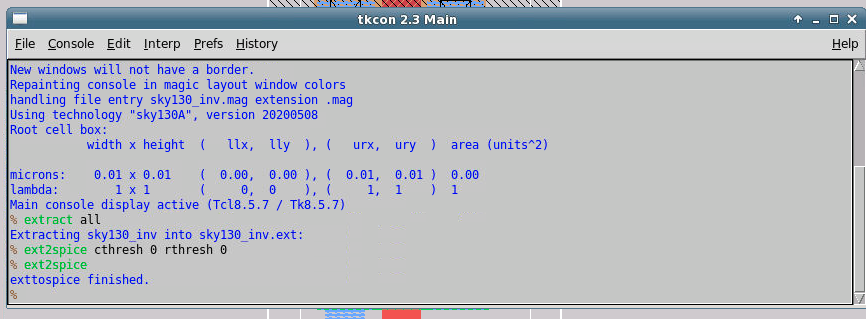 tkcon 2.3 Main
File Console Edit Interp Prefs History Help
New windows will not have a border.
Repainting console in magic layout window colors
handling file entry sky130_inv.mag extension .mag
Using technology "sky130A", version 20200508
Root cell box:
width x height ( llx, lly ), ( urx, ury ) area (units^2)
microns: 0.01 x 0.01 ( 0.00, 0.00 ), ( 0.01, 0.01 ) 0.00
lambda: 1 x 1 ( 0, 0 ), ( 1, 1 ) 1
Main console display active (Tcl8.5.7 / Tk8.5.7)
% extract all
Extracting sky130_inv into sky130_inv.ext:
% ext2spice cthresh 0 rthresh 0
% ext2spice
exttospice finished.
%